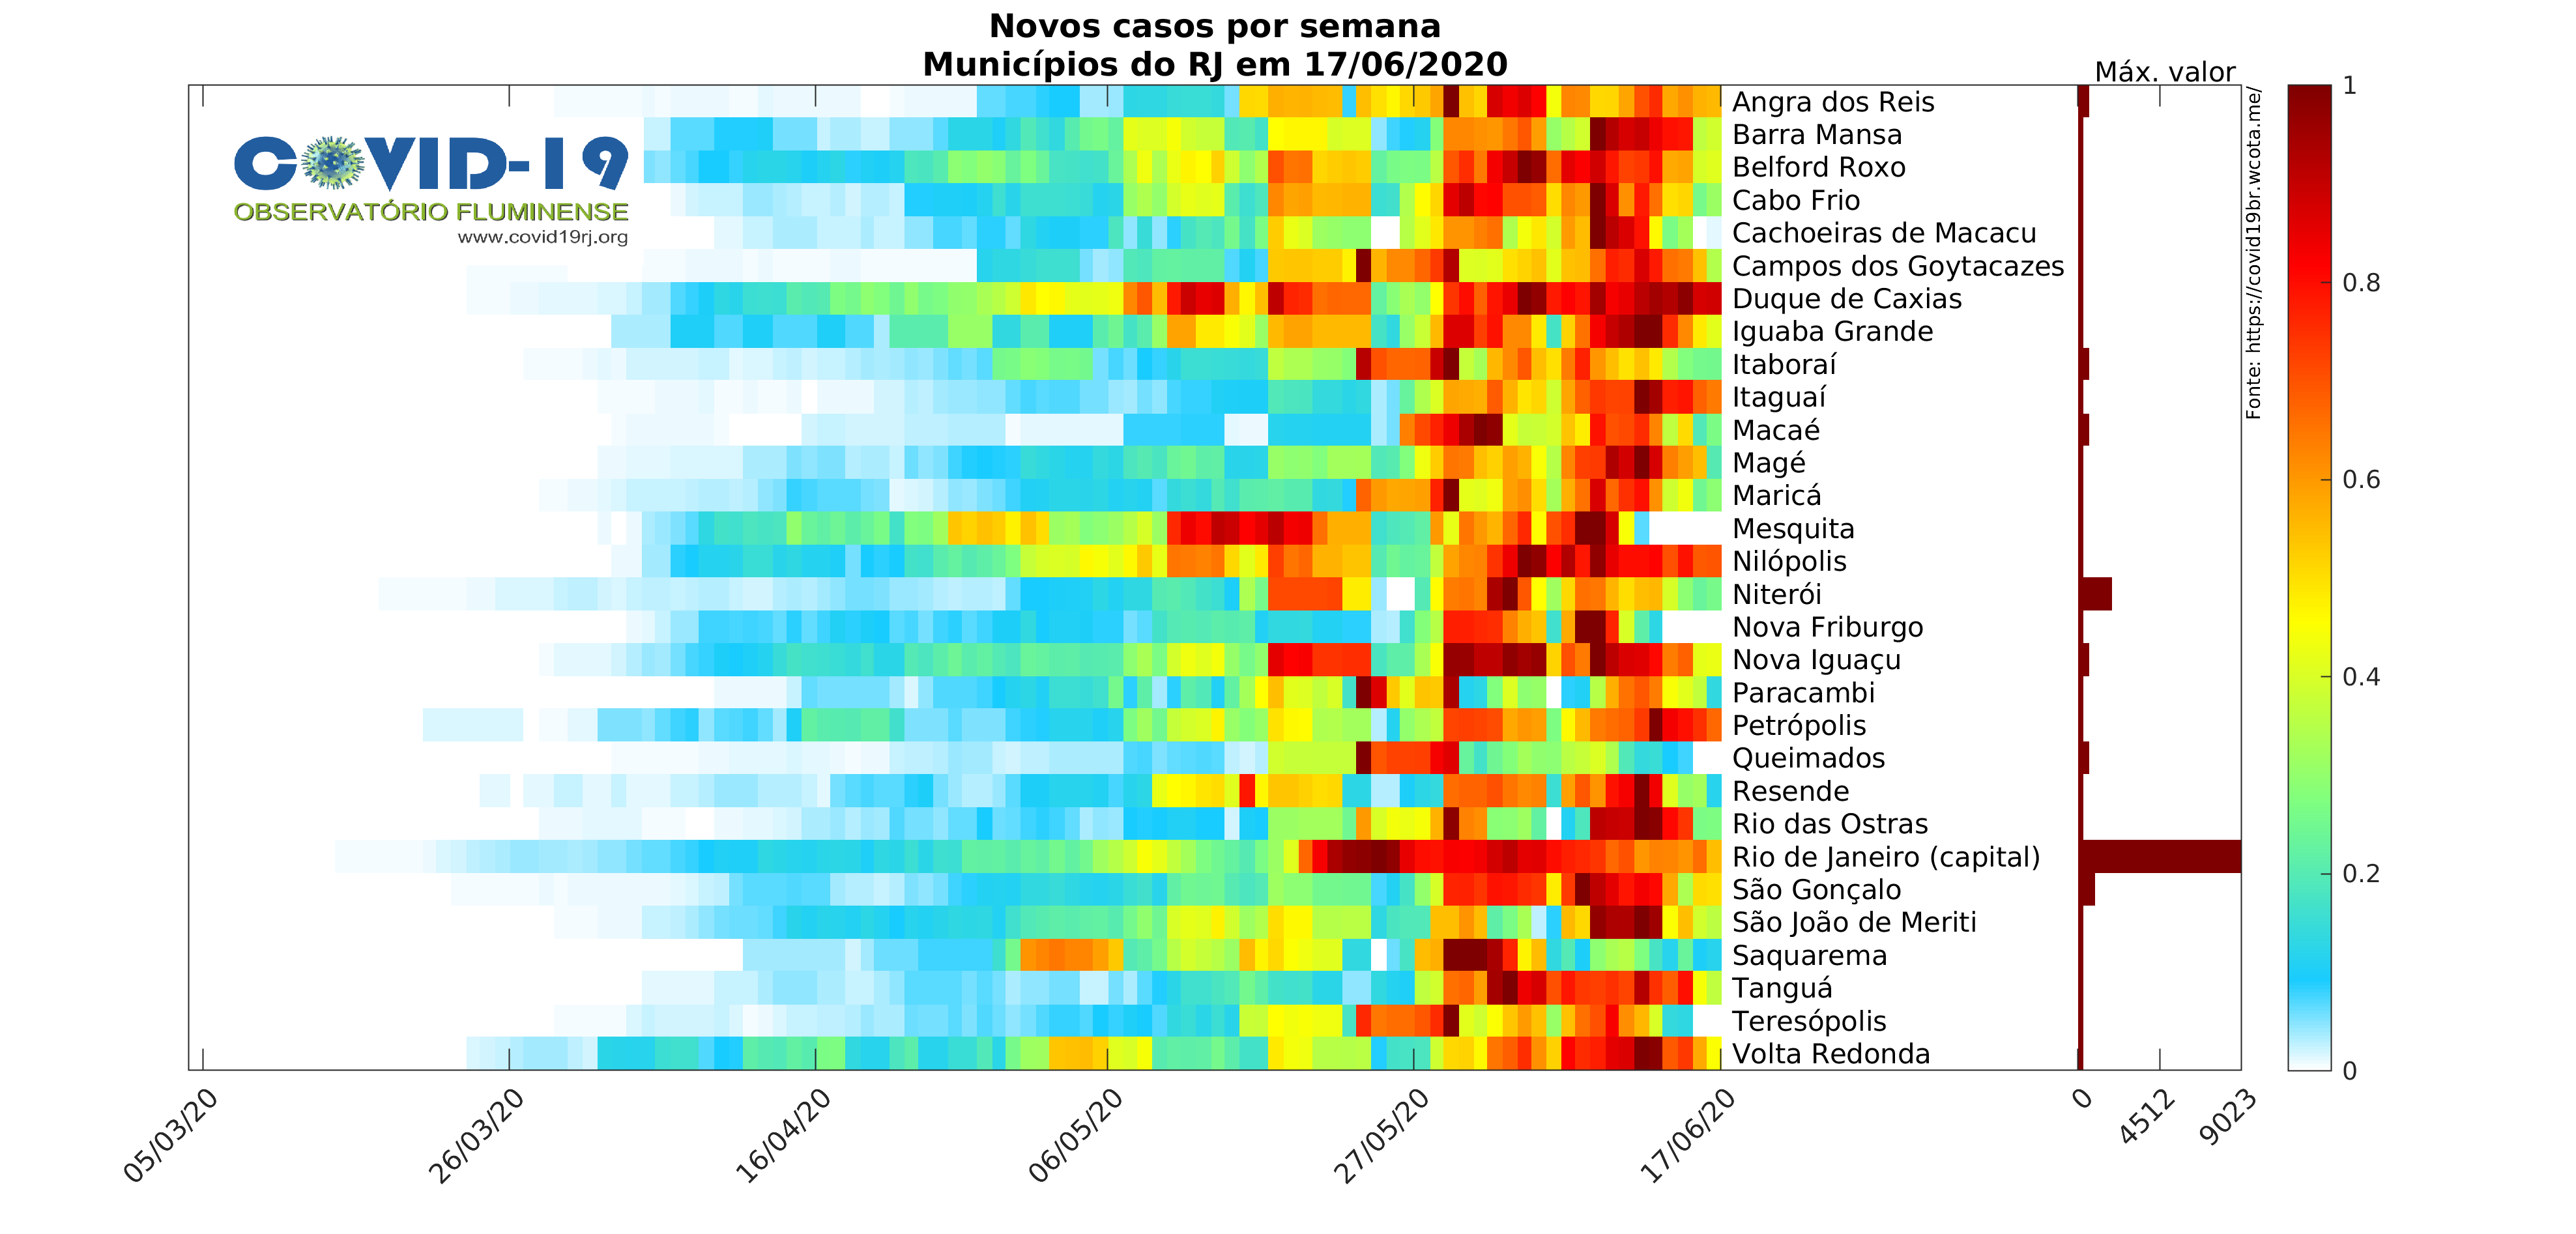 Novos casos por semana
Municípios do RJ em 17/06/2020
Máx. valor
COVID-19
OBSERVATÓRIO FLUMINENSE
www.covid19rj.org
Angra dos Reis
Barra Mansa
Belford Roxo
Cabo Frio
Cachoeiras de Macacu
Campos dos Goytacazes
Duque de Caxias
Iguaba Grande
Itaboraí
Itaguaí
Macaé
Magé
Maricá
Mesquita
Nilópolis
Niterói
Nova Friburgo
Nova Iguaçu
Paracambi
Petrópolis
Queimados
Resende
Rio das Ostras
Rio de Janeiro (capital)
São Gonçalo
São João de Meriti
Saquarema
Tanguá
Teresópolis
Volta Redonda
Fonte: https://covid19br.wcota.me/
1
0.8
0.6
0.4
0.2
0
05/03/20
26/03/20
16/04/20
06/05/20
27/05/20
17/06/20
0
4512
9023